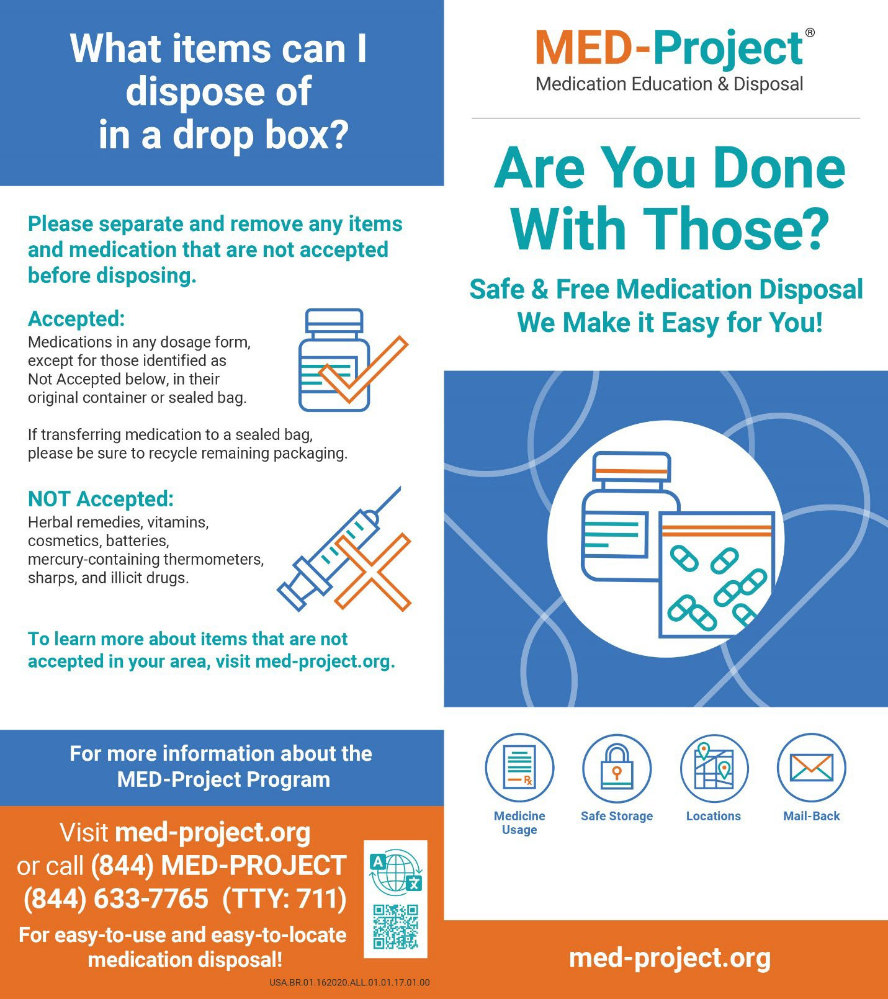 What items can I
dispose of
in a drop box?
Please separate and remove any items
and medication that are not accepted
before disposing.
Accepted:
Medications in any dosage form,
except for those identified as
Not Accepted below, in their
original container or sealed bag.
If transferring medication to a sealed bag,
please be sure to recycle remaining packaging.
NOT Accepted:
Herbal remedies, vitamins,
cosmetics, batteries,
mercury-containing thermometers,
sharps, and illicit drugs.
To learn more about items that are not
accepted in your area, visit med-project.org.
For more information about the
MED-Project Program
Visit med-project.org
or call (844) MED-PROJECT
(844) 633-7765 (TTY: 711)
For easy-to-use and easy-to-locate
medication disposal!
A
文
USA.BR.01.162020.ALL.01.01.17.01.00
MED-Project®
Medication Education & Disposal
Are You Done
With Those?
Safe & Free Medication Disposal
We Make it Easy for You!
Rx
Medicine
Usage
Safe Storage
Locations
Mail-Back
med-project.org